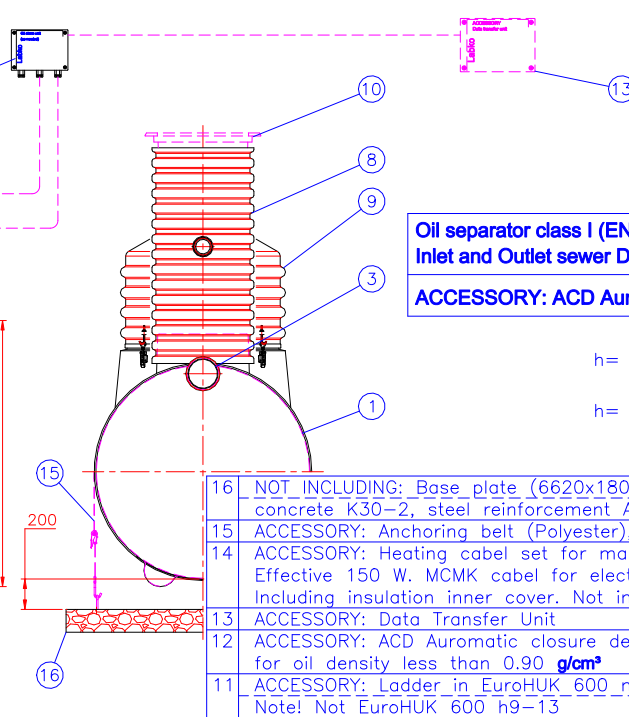 Labko
ACCESSORY
Data transfer unit
Labko
13
10
8
9
3
1
Oil separator class I (EN
Inlet and Outlet sewer D
ACCESSORY: ACD Aur
h=
h=
15
200
16
16 NOT INCLUDING: Base plate (6620x180
concrete K30-2, steel reinforcement A
15 ACCESSORY: Anchoring belt (Polyester)
14 ACCESSORY: Heating cabel set for ma
Effective 150 W. MCMK cabel for elect
Including insulation inner cover. Not in
13 ACCESSORY: Data Transfer Unit
12 ACCESSORY: ACD Auromatic closure de
for oil density less than 0.90 g/cm³
11 ACCESSORY: Ladder in EuroHUK 600 r
Note! Not EuroHUK 600 h9-13